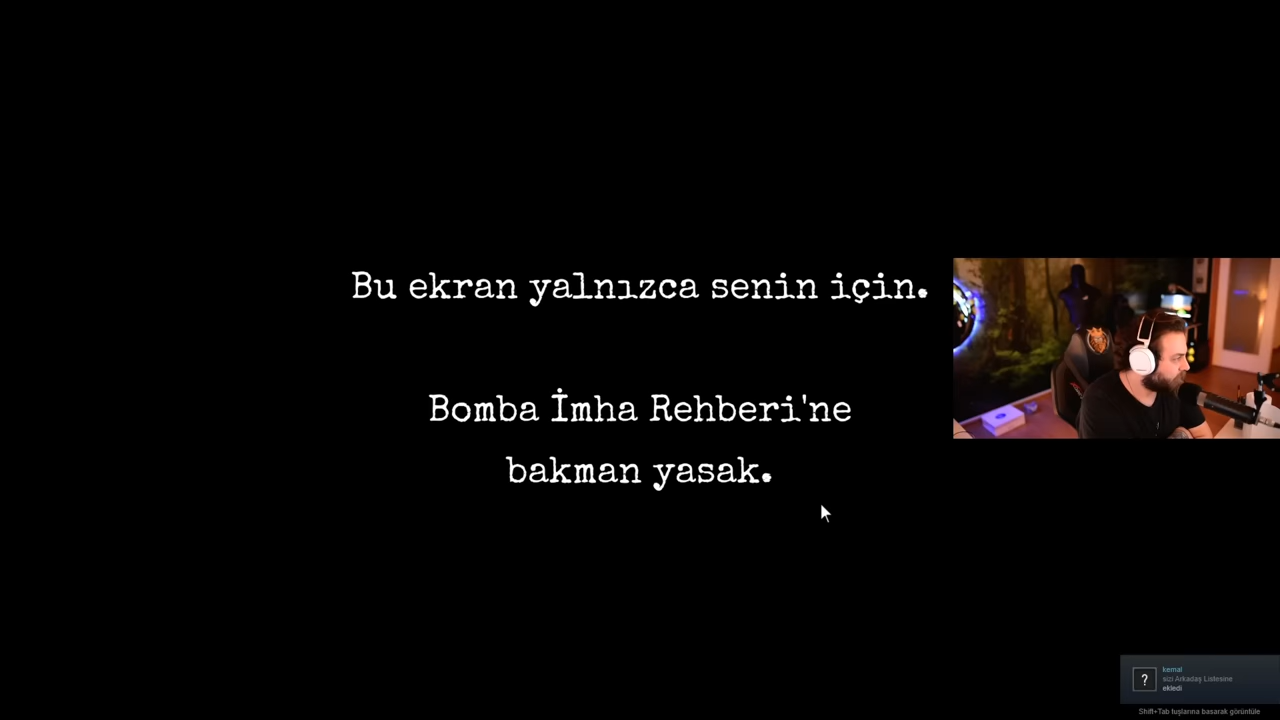 Bu ekran yalnızca senin için.
Bomba İmha Rehberi'ne
bakman yasak.
kemal
sizi Arkadaş Listesine
ekledi
Shift+Tab tuşlarına basarak görüntüle